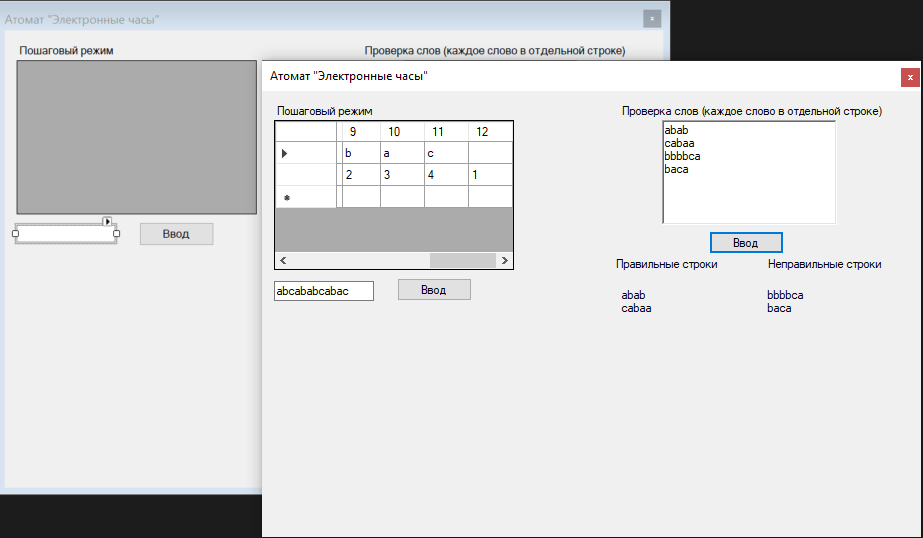 Атомат "Электронные часы"
Пошаговый режим
Проверка слов (каждое слово в отдельной строке)
Ввод
Атомат "Электронные часы"
Пошаговый режим
9 10 11 12
b a c
2 3 4 1
abcababcabac
Ввод
Проверка слов (каждое слово в отдельной строке)
abab
cabaa
bbbbca
baca
Ввод
Правильные строки Неправильные строки
abab bbbbca
cabaa baca